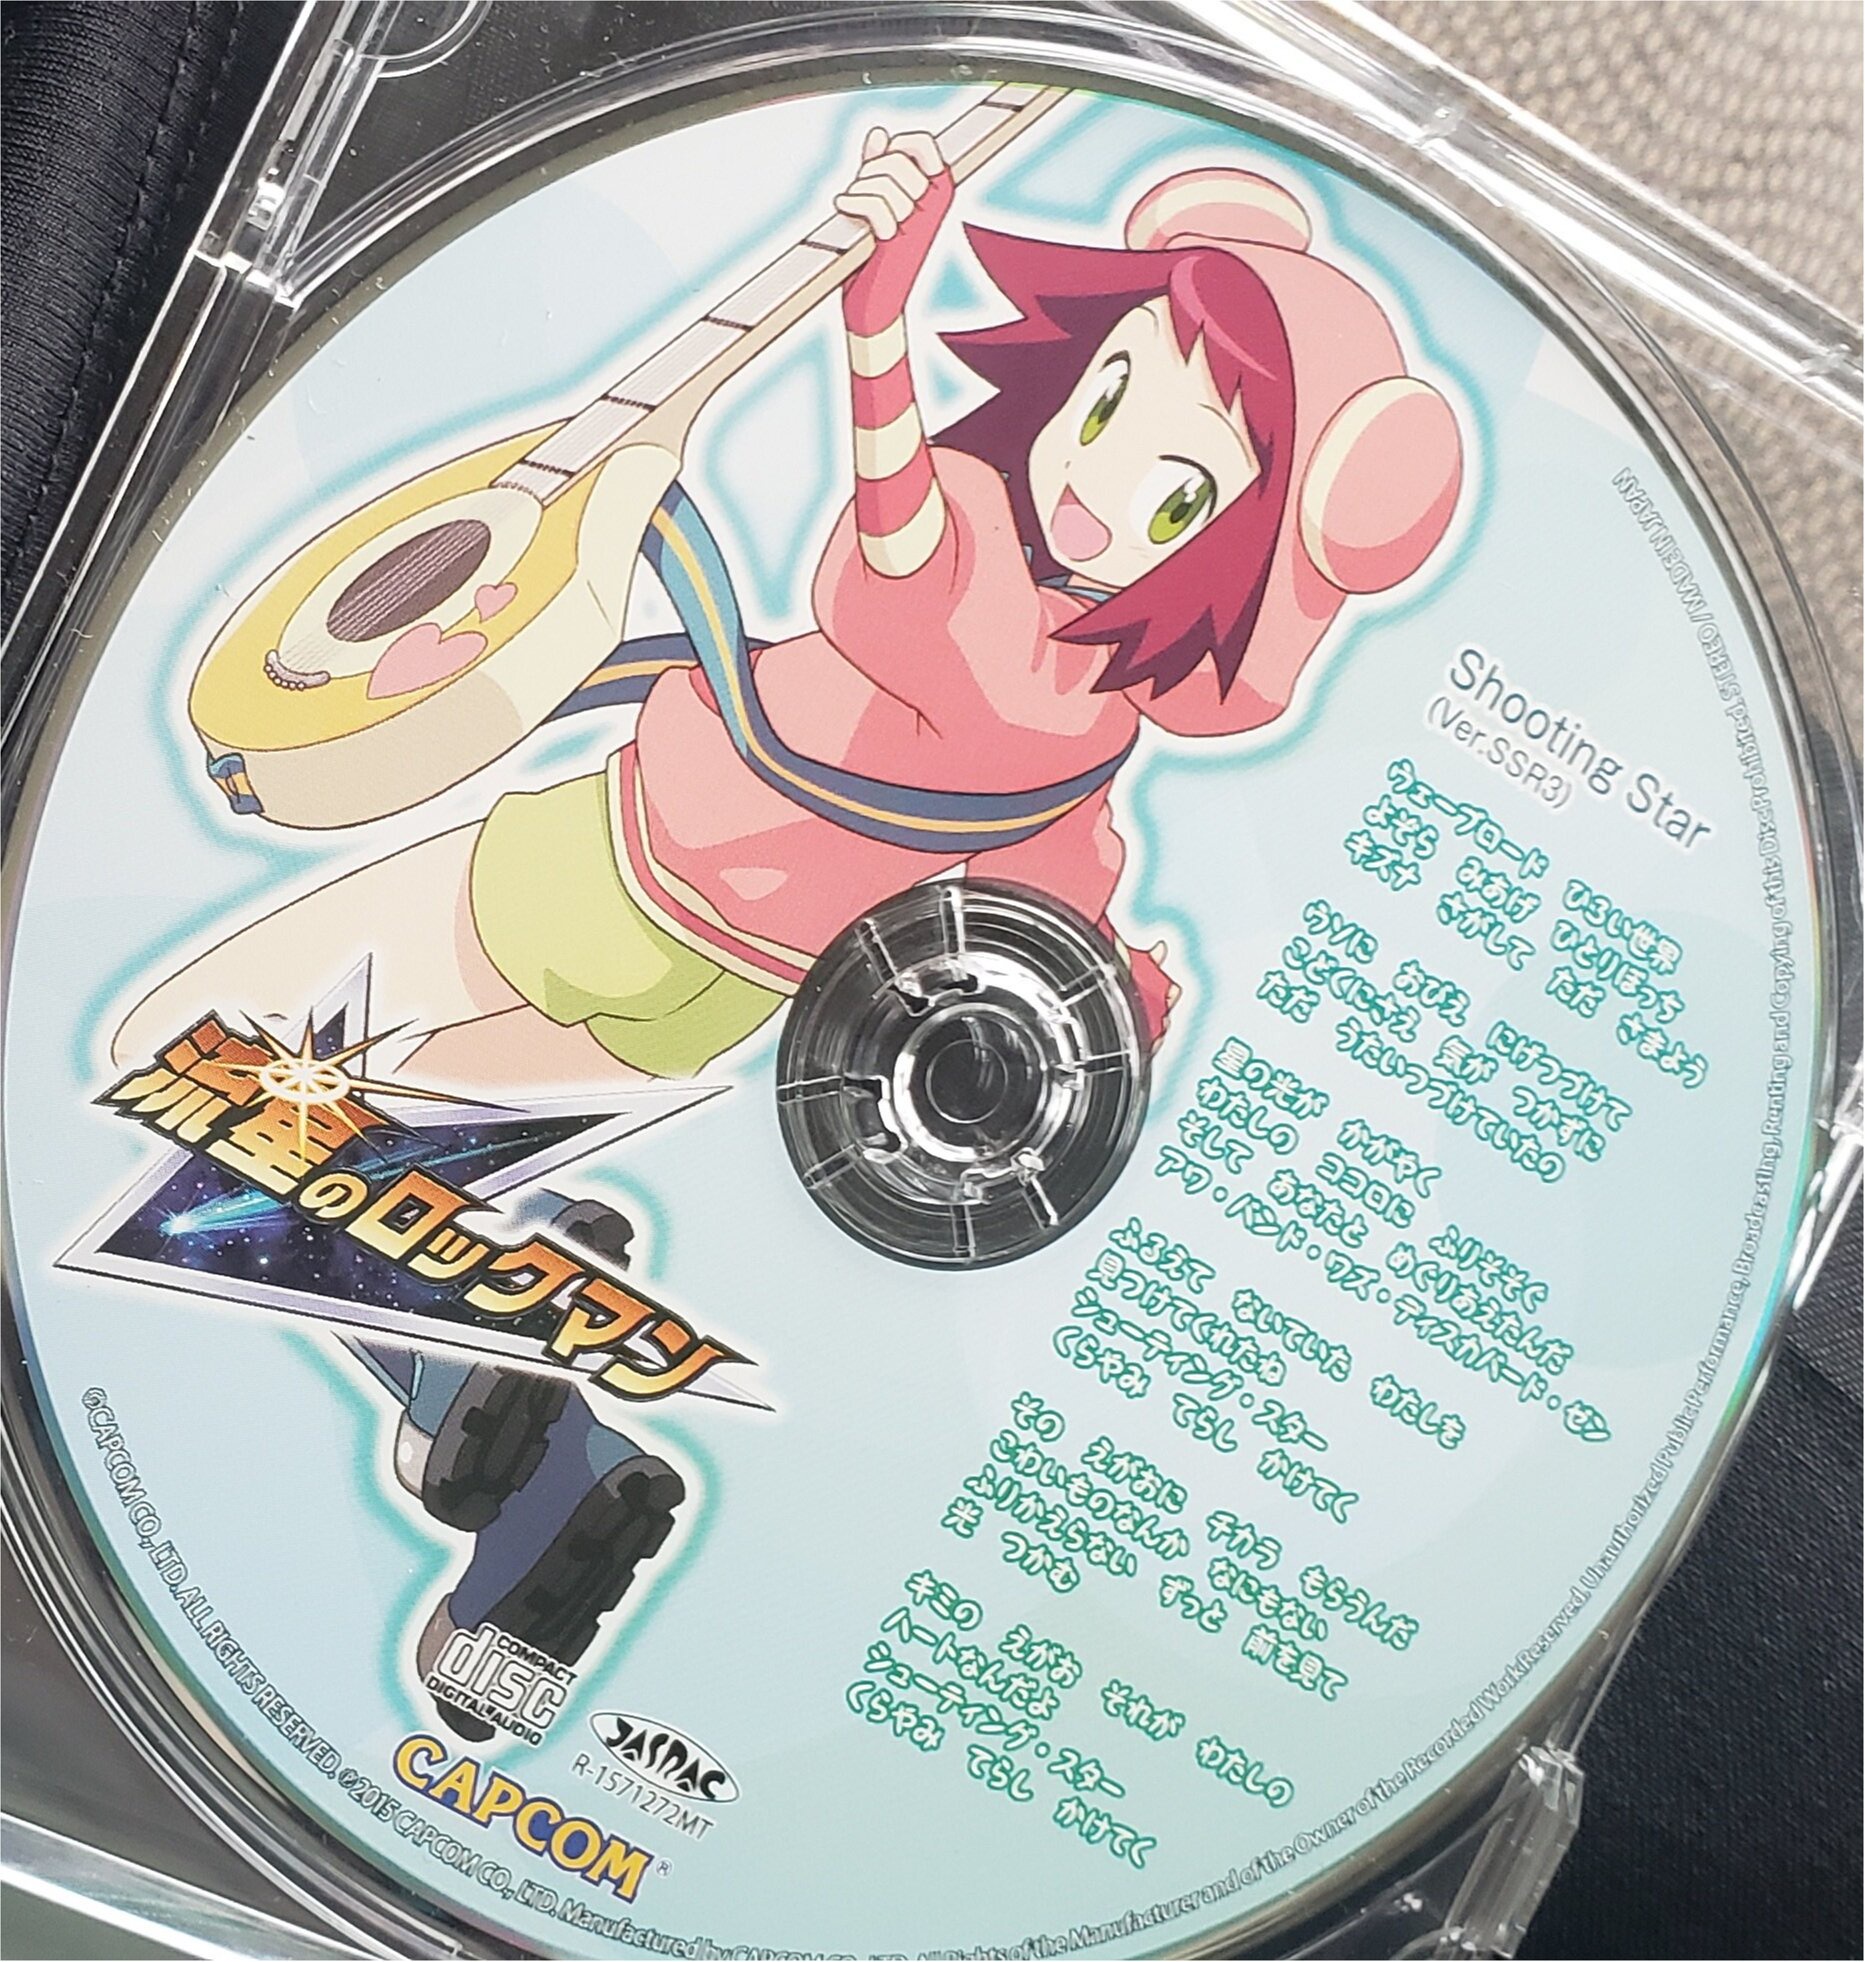 Shooting Star
(Ver.SSR3)
ウェーブロード ひろい世界
よぞら みあげ ひとりぼっち
キズナ さがして ただ さまよう
ウソに おびえ にげつづけて
こどくにさえ 気が つかずに
ただ うたいつづけていたの
星の光が かがやく
わたしの ココロに ふりそそぐ
そして あなたと めぐりあえたんだ
アワ・バンド・ワズ・ディスカバード・ゼン
ふるえて ないていた わたしを
見つけてくれたね
シューティング・スター
くらやみ てらし かけてく
その えがおに チカラ もらうんだ
こわいものなんか なにもない
ふりかえらない ずっと 前を見て
光 つかむ
キミの えがお それが わたしの
ハートなんだよ
シューティング・スター
くらやみ てらし かけてく
流星のロックマン
COMPACT
disc
DIGITAL AUDIO
JASRAC
R-1571272MT
CAPCOM®
©CAPCOM CO., LTD. ALL RIGHTS RESERVED. ℗2015 CAPCOM CO., LTD. Manufactured by CAPCOM CO., LTD. All Rights of the Manufacturer and of the Owner of the Recorded Work Reserved. Unauthorized Public Performance, Broadcasting, Renting and Copying of this Disc Prohibited. STEREO / MADE IN JAPAN